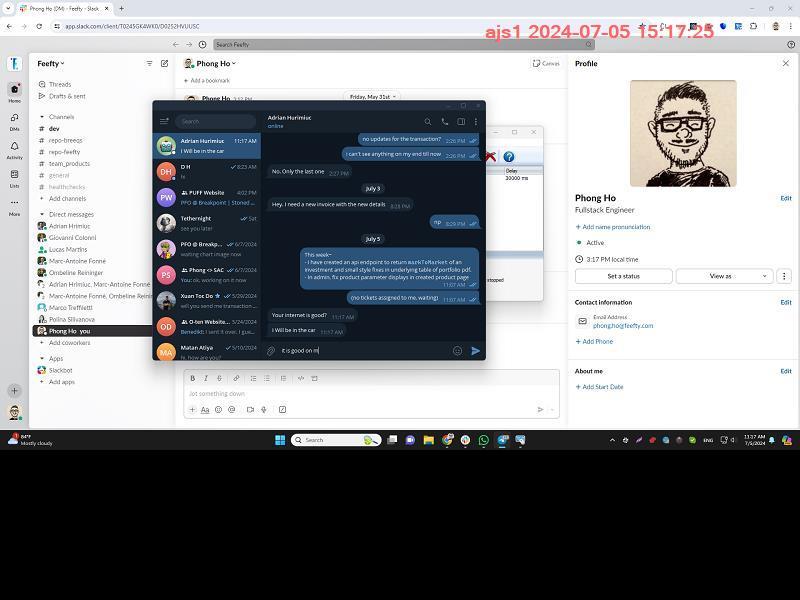 Phong Ho (DM) - Feefty - Slack
app.slack.com/client/T024SGK4WK0/D0252HVUUSC
ajs1 2024-07-05 15:17:25
Search Feefty
Feefty
Threads
Drafts & sent
Channels
# dev
# repo-breeqs
# repo-feefty
# team_products
# general
# healthchecks
+ Add channels
Direct messages
Adrian Hrimiuc
Giovanni Colonni
Lucas Martins
Marc-Antoine Fonné
Ombeline Reininger
Adrian Hrimiuc, Marc-Antoine Fonné
Marc-Antoine Fonné, Ombeline Reininger
Marco Treffiletti
Polina Silivanova
Phong Ho you
+ Add coworkers
Apps
Slackbot
+ Add apps
Home
DMs
Activity
Lists
More
Phong Ho
Canvas
+ Add a bookmark
Friday, May 31st
Phong Ho
Search
Adrian Hurimiuc 11:17 AM
I Will be in the car
D H 8:23 AM
hi
PUFF Website 4:02 PM
PFO @ Breakpoint | Stoned ...
Tethernight Sat
see you later
PFO @ Breakp... 6/7/2024
waiting chart image now
Phong <> SAC 6/7/2024
You: ok, working on it now
Xuan Toc Do 5/29/2024
will you send me transaction...
O-ten Website... 5/24/2024
Benedikt: I sent it over. I gue...
Matan Atiya 5/10/2024
hi, how are you?
Adrian Hurimiuc
online
no updates for the transaction? 2:26 PM
i can't see anything on my end till now 2:26 PM
No. Only the last one 2:27 PM
July 3
Hey. I need a new invoice with the new details 8:28 PM
np 8:29 PM
July 5
This week~
- I have created an api endpoint to return markToMarket of an
investment and small style fixes in underlying table of portfolio pdf.
- In admin, fix product parameter displays in created product page
11:07 AM
(no tickets assigned to me, waiting) 11:07 AM
Your internet is good? 11:17 AM
I Will be in the car 11:17 AM
it is good on m
Delay
30000 ms
stopped
Jot something down
Profile
Phong Ho
Edit
Fullstack Engineer
+ Add name pronunciation
Active
3:17 PM local time
Set a status
View as
Contact information
Edit
Email Address
phong.ho@feefty.com
+ Add Phone
About me
Edit
+ Add Start Date
84°F
Mostly cloudy
Search
ENG
11:17 AM
7/5/2024